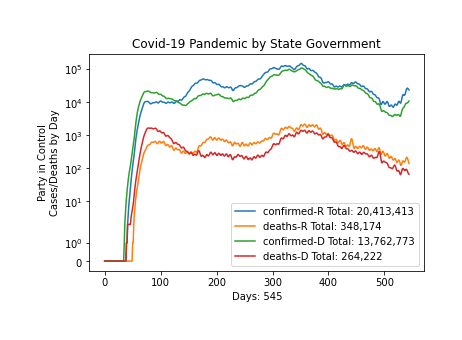 Covid-19 Pandemic by State Government
Party in Control
Cases/Deaths by Day
10^5
10^4
10^3
10^2
10^1
10^0
0
confirmed-R Total: 20,413,413
deaths-R Total: 348,174
confirmed-D Total: 13,762,773
deaths-D Total: 264,222
0 100 200 300 400 500
Days: 545